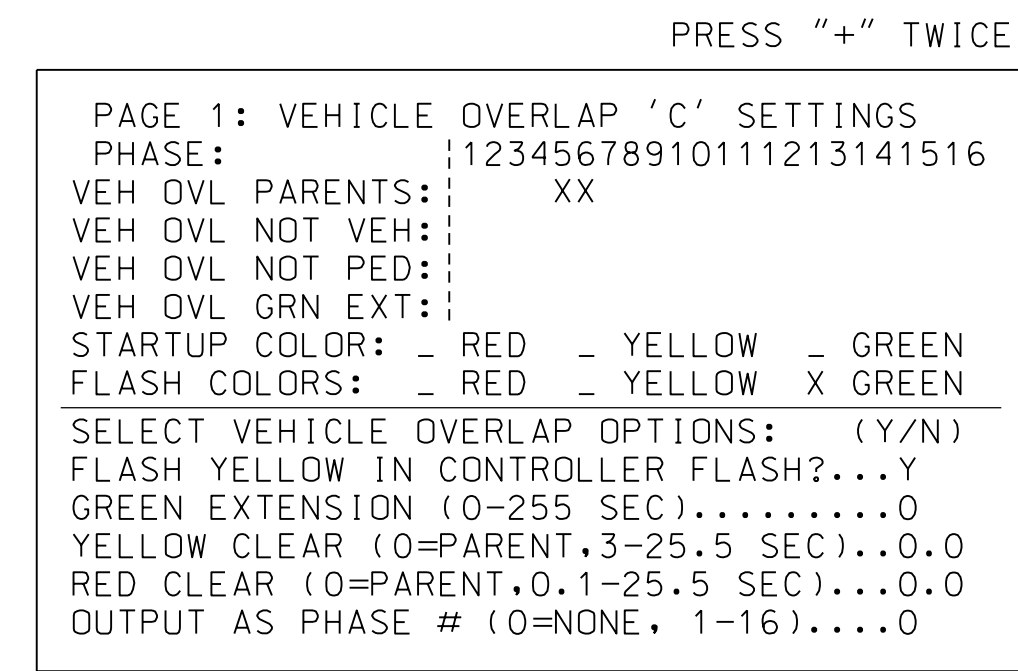 PRESS "+" TWICE
PAGE 1: VEHICLE OVERLAP 'C' SETTINGS
PHASE: ¦12345678910111213141516
VEH OVL PARENTS:¦ XX
VEH OVL NOT VEH:¦
VEH OVL NOT PED:¦
VEH OVL GRN EXT:¦
STARTUP COLOR: _ RED _ YELLOW _ GREEN
FLASH COLORS: _ RED _ YELLOW X GREEN
SELECT VEHICLE OVERLAP OPTIONS: (Y/N)
FLASH YELLOW IN CONTROLLER FLASH?...Y
GREEN EXTENSION (0-255 SEC).........0
YELLOW CLEAR (0=PARENT,3-25.5 SEC)..0.0
RED CLEAR (0=PARENT,0.1-25.5 SEC)...0.0
OUTPUT AS PHASE # (0=NONE, 1-16)....0